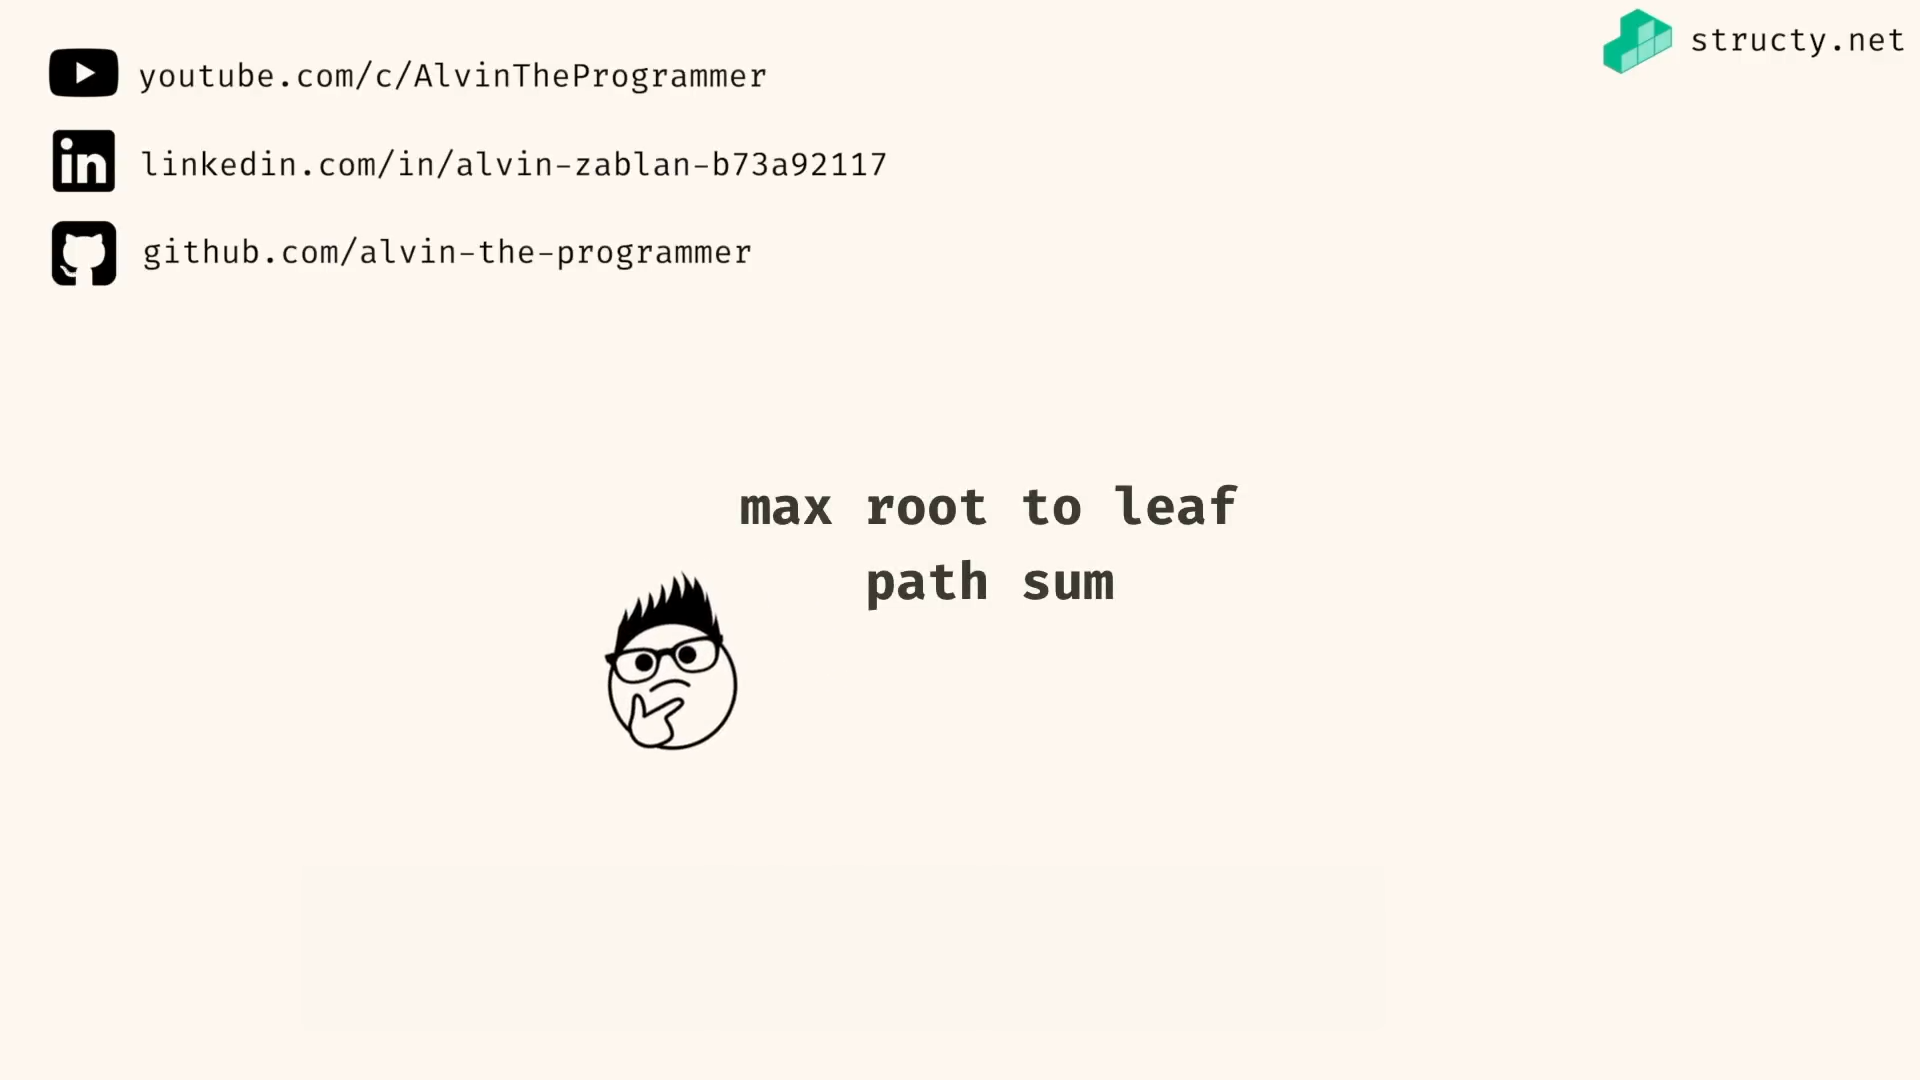 youtube.com/c/AlvinTheProgrammer
structy.net
linkedin.com/in/alvin-zablan-b73a92117
github.com/alvin-the-programmer
max root to leaf
path sum